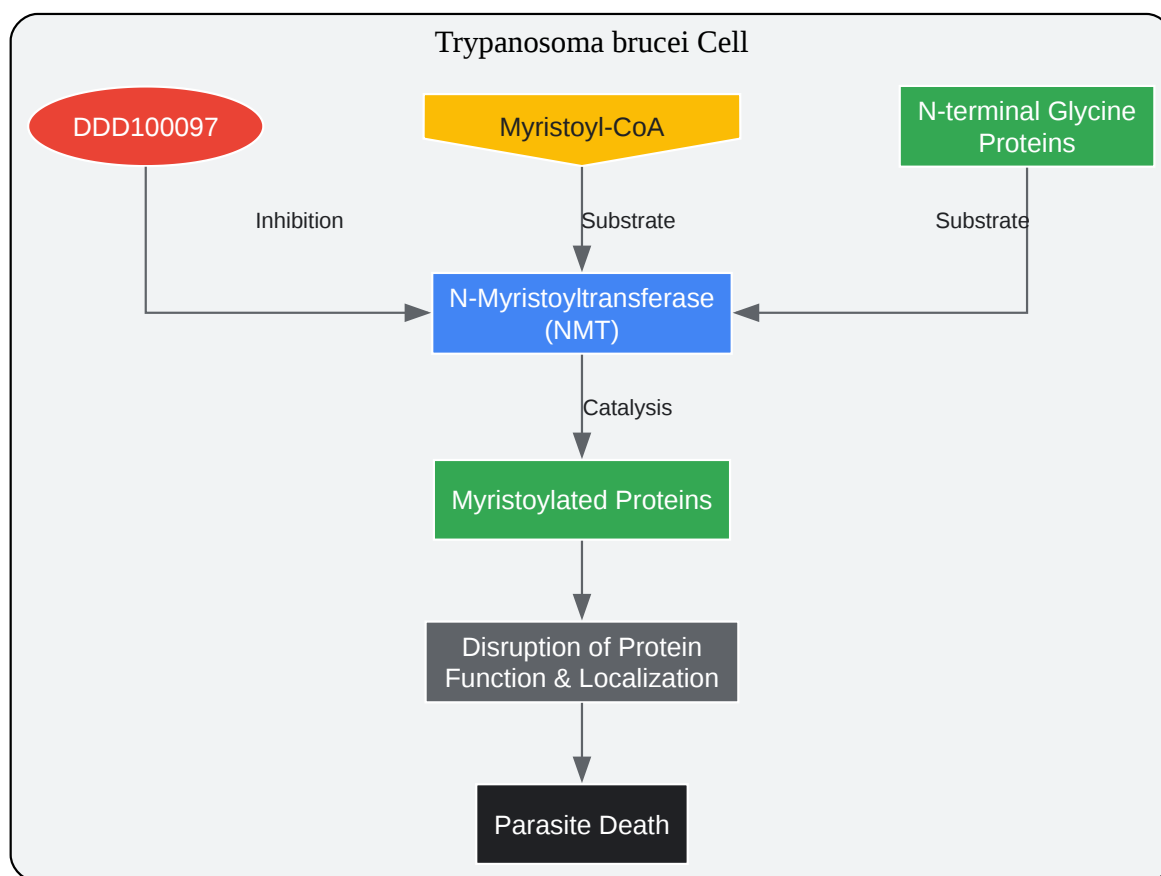 Trypanosoma brucei Cell
DDD100097
Myristoyl-CoA
N-terminal Glycine
Proteins
Inhibition
Substrate
Substrate
N-Myristoyltransferase
(NMT)
Catalysis
Myristoylated Proteins
Disruption of Protein
Function & Localization
Parasite Death